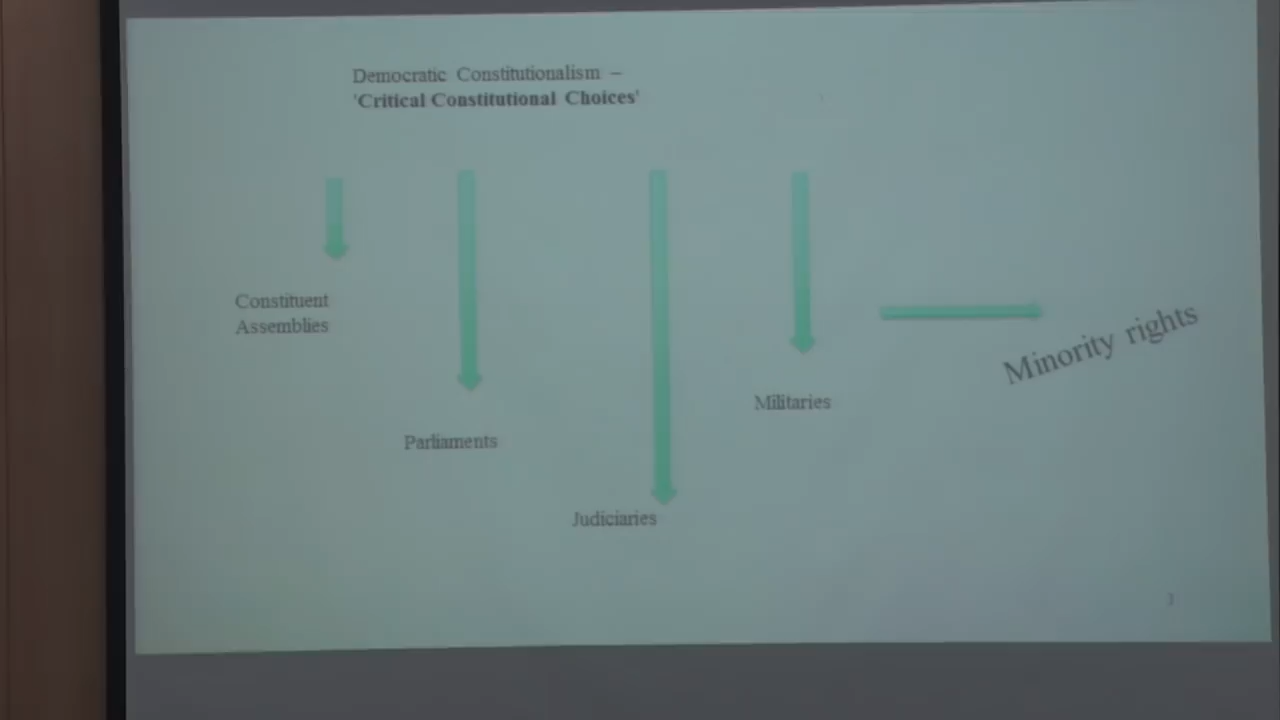 Democratic Constitutionalism –
'Critical Constitutional Choices'
Constituent
Assemblies
Minority rights
Militaries
Parliaments
Judiciaries